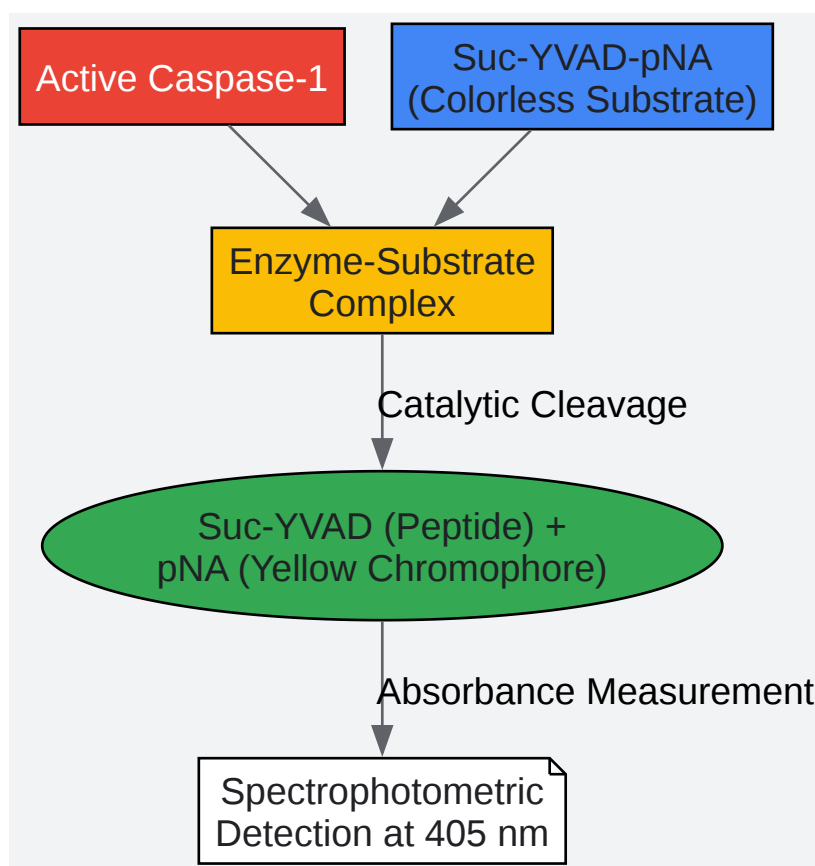 Active Caspase-1
Suc-YVAD-pNA
(Colorless Substrate)
Enzyme-Substrate
Complex
Catalytic Cleavage
Suc-YVAD (Peptide) +
pNA (Yellow Chromophore)
Absorbance Measurement
Spectrophotometric
Detection at 405 nm